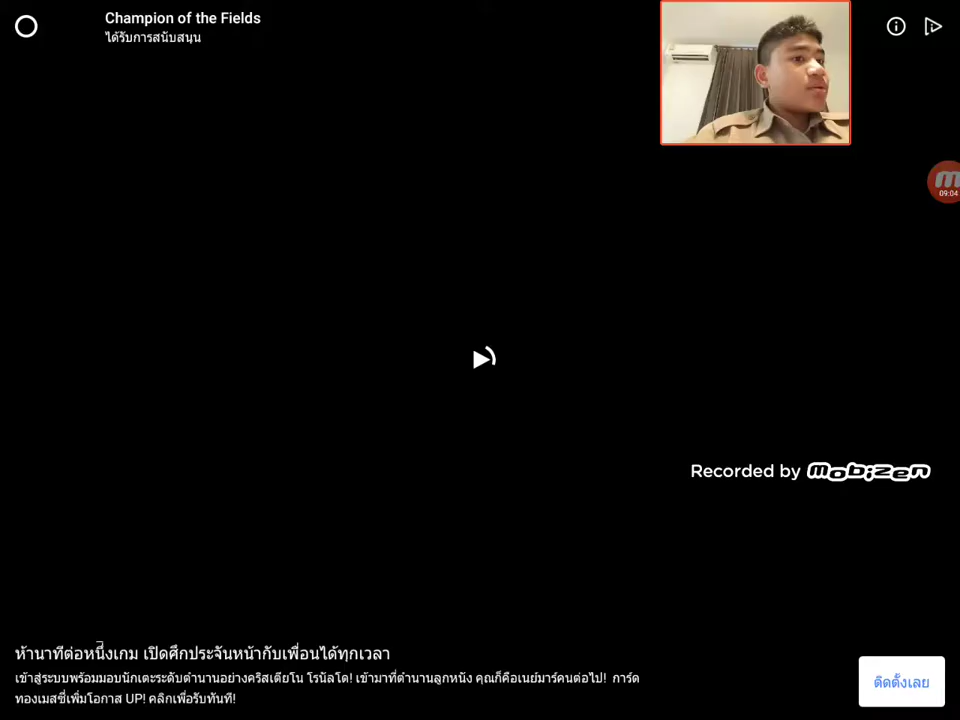 Champion of the Fields
ได้รับการสนับสนุน
09:04
Recorded by mobizen
ห้านาทีต่อหนึ่งเกม เปิดศึกประจันหน้ากับเพื่อนได้ทุกเวลา
เข้าสู่ระบบพร้อมมอบนักเตะระดับตำนานอย่างคริสเตียโน โรนัลโด! เข้ามาที่ตำนานลูกหนัง คุณก็คือเนย์มาร์คนต่อไป! การ์ด
ทองเมสซี่เพิ่มโอกาส UP! คลิกเพื่อรับทันที!
ติดตั้งเลย